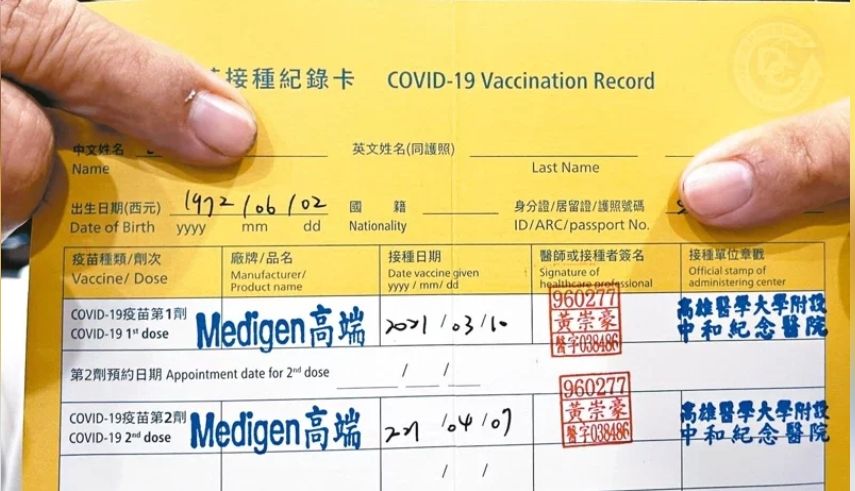 接種紀錄卡 COVID-19 Vaccination Record
中文姓名 英文姓名(同護照)
Name Last Name
出生日期(西元) 1972/06/02 國籍 身分證/居留證/護照號碼
Date of Birth yyyy mm dd Nationality ID/ARC/passport No.
疫苗種類/劑次 廠牌/品名 接種日期 醫師或接種者簽名 接種單位章戳
Vaccine/ Dose Manufacturer/ Product name Date vaccine given yyyy / mm/ dd Signature of healthcare professional Official stamp of administering center
COVID-19疫苗第1劑 Medigen高端 2021/03/10 960277 高雄醫學大學附設
COVID-19 1st dose 黃崇豪 中和紀念醫院
醫字038486
第2劑預約日期 Appointment date for 2nd dose / /
960277
COVID-19疫苗第2劑 Medigen高端 2021/04/07 黃崇豪 高雄醫學大學附設
COVID-19 2nd dose 醫字038486 中和紀念醫院
/ /